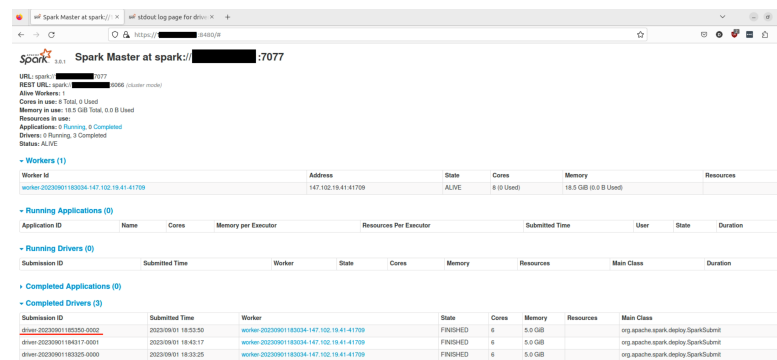 Spark Master at spark://
stdout log page for drive
https://
:8480/#
APACHE
Spark 3.0.1 Spark Master at spark:// :7077
URL: spark:// 7077
REST URL: spark:// :6066 (cluster mode)
Alive Workers: 1
Cores in use: 8 Total, 0 Used
Memory in use: 18.5 GiB Total, 0.0 B Used
Resources in use:
Applications: 0 Running, 0 Completed
Drivers: 0 Running, 3 Completed
Status: ALIVE
Workers (1)
Worker Id Address State Cores Memory Resources
worker-20230901183034-147.102.19.41-41709 147.102.19.41:41709 ALIVE 8 (0 Used) 18.5 GiB (0.0 B Used)
Running Applications (0)
Application ID Name Cores Memory per Executor Resources Per Executor Submitted Time User State Duration
Running Drivers (0)
Submission ID Submitted Time Worker State Cores Memory Resources Main Class Duration
Completed Applications (0)
Completed Drivers (3)
Submission ID Submitted Time Worker State Cores Memory Resources Main Class
driver-20230901185350-0002 2023/09/01 18:53:50 worker-20230901183034-147.102.19.41-41709 FINISHED 6 5.0 GiB org.apache.spark.deploy.SparkSubmit
driver-20230901184317-0001 2023/09/01 18:43:17 worker-20230901183034-147.102.19.41-41709 FINISHED 6 5.0 GiB org.apache.spark.deploy.SparkSubmit
driver-20230901183325-0000 2023/09/01 18:33:25 worker-20230901183034-147.102.19.41-41709 FINISHED 6 5.0 GiB org.apache.spark.deploy.SparkSubmit